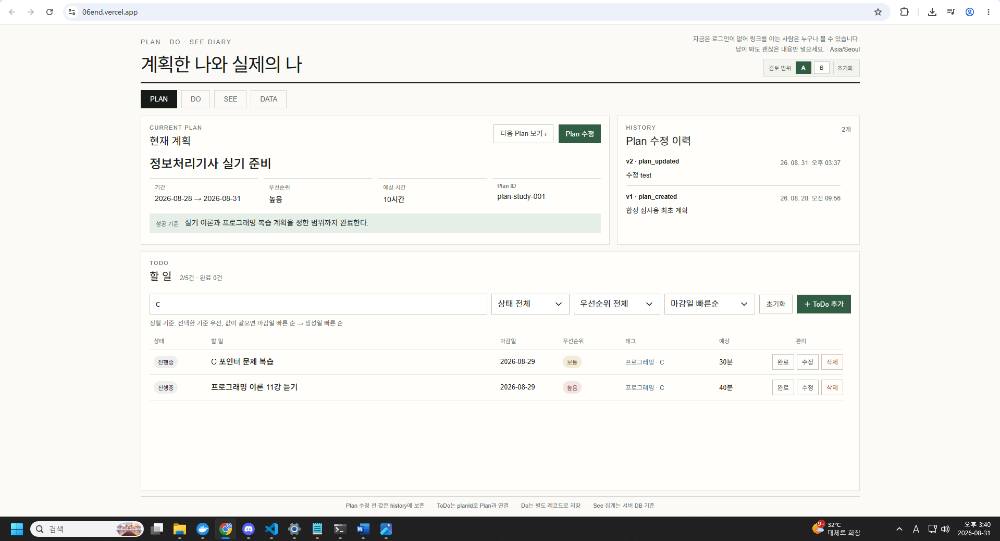 06end.vercel.app
PLAN · DO · SEE DIARY
계획한 나와 실제의 나
지금은 로그인이 없어 링크를 아는 사람은 누구나 볼 수 있습니다.
남이 봐도 괜찮은 내용만 넣으세요. · Asia/Seoul
검토 범위 A B 초기화
PLAN DO SEE DATA
CURRENT PLAN
현재 계획
다음 Plan 보기 › Plan 수정
정보처리기사 실기 준비
기간 우선순위 예상 시간 Plan ID
2026-08-28 → 2026-08-31 높음 10시간 plan-study-001
성공 기준 실기 이론과 프로그래밍 복습 계획을 정한 범위까지 완료한다.
HISTORY
Plan 수정 이력
2개
v2 · plan_updated 26. 08. 31. 오후 03:37
수정 test
v1 · plan_created 26. 08. 28. 오전 09:56
합성 심사용 최초 계획
TODO
할 일 2/5건 · 완료 0건
C 상태 전체 우선순위 전체 마감일 빠른순 초기화 + ToDo 추가
정렬 기준: 선택한 기준 우선, 값이 같으면 마감일 빠른 순 → 생성일 빠른 순
상태 할 일 마감일 우선순위 태그 예상 관리
진행중 C 포인터 문제 복습 2026-08-29 보통 프로그래밍 · C 30분 완료 수정 삭제
진행중 프로그래밍 이론 11강 듣기 2026-08-29 높음 프로그래밍 · C 40분 완료 수정 삭제
Plan 수정 전 값은 history에 보존 ToDo는 planId로 Plan과 연결 Do는 별도 레코드로 저장 See 집계는 서버 DB 기준
검색
9+ 32°C
대체로 화창
A
오후 3:40
2026-08-31